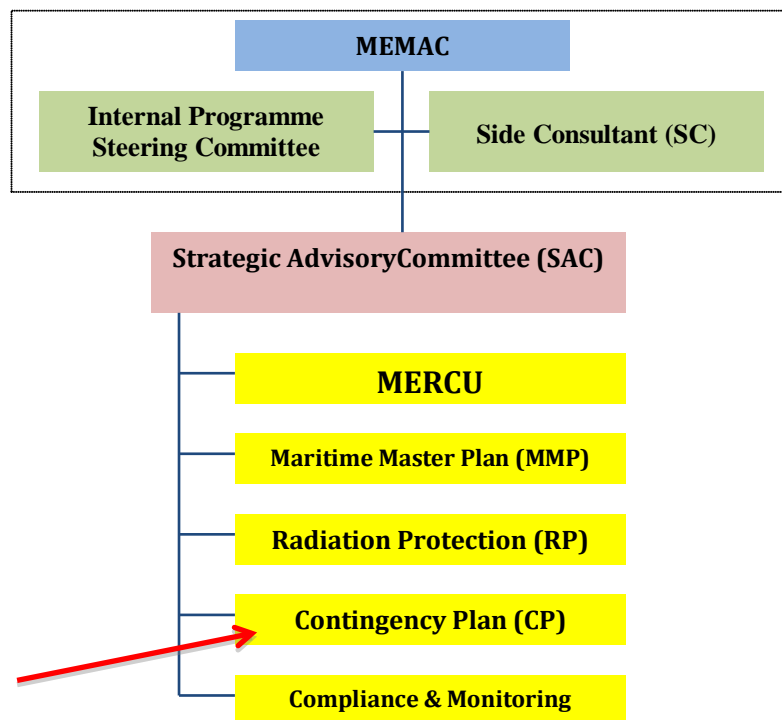 MEMAC
Internal Programme
Steering Committee
Side Consultant (SC)
Strategic AdvisoryCommittee (SAC)
MERCU
Maritime Master Plan (MMP)
Radiation Protection (RP)
Contingency Plan (CP)
Compliance & Monitoring